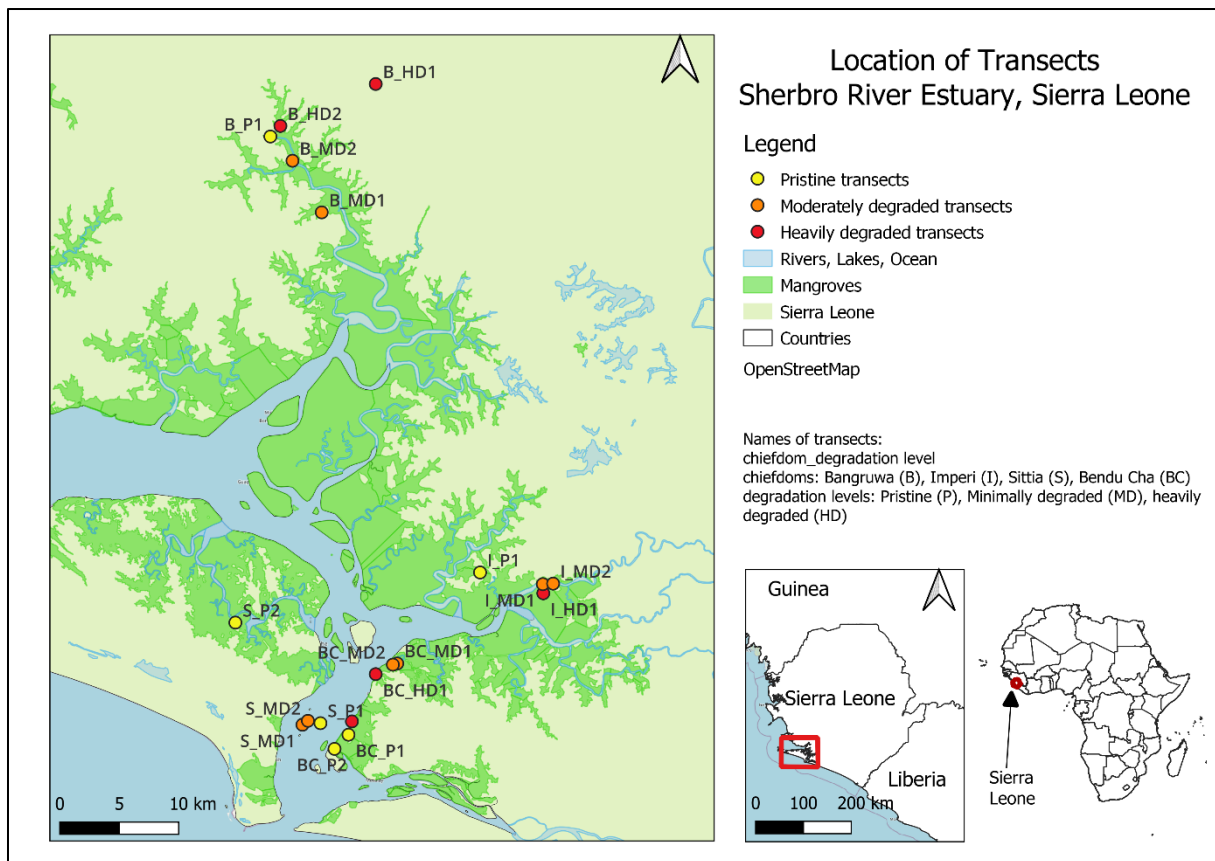 Location of Transects
Sherbro River Estuary, Sierra Leone
Legend
Pristine transects
Moderately degraded transects
Heavily degraded transects
Rivers, Lakes, Ocean
Mangroves
Sierra Leone
Countries
OpenStreetMap
Names of transects:
chiefdom_degradation level
chiefdoms: Bangruwa (B), Imperi (I), Sittia (S), Bendu Cha (BC)
degradation levels: Pristine (P), Minimally degraded (MD), heavily
degraded (HD)
B_HD1
B_HD2
B_P1
B_MD2
B_MD1
I_P1
I_MD2
I_MD1
I_HD1
S_P2
BC_MD2
BC_MD1
BC_HD1
S_MD2
S_P1
S_MD1
BC_P1
BC_P2
0 5 10 km
Guinea
Sierra Leone
Liberia
0 100 200 km
Sierra
Leone